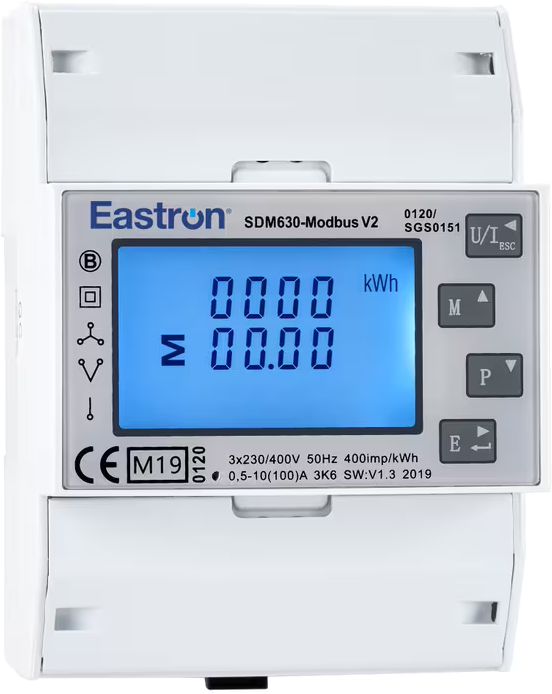 Eastron®
SDM630-Modbus V2
0120/
SGS0151
U/I ESC
B
0000 kWh
M
M 00.00
P
E
CE M19 0120
3x230/400V 50Hz 400imp/kWh
0,5-10(100)A 3K6 SW:V1.3 2019